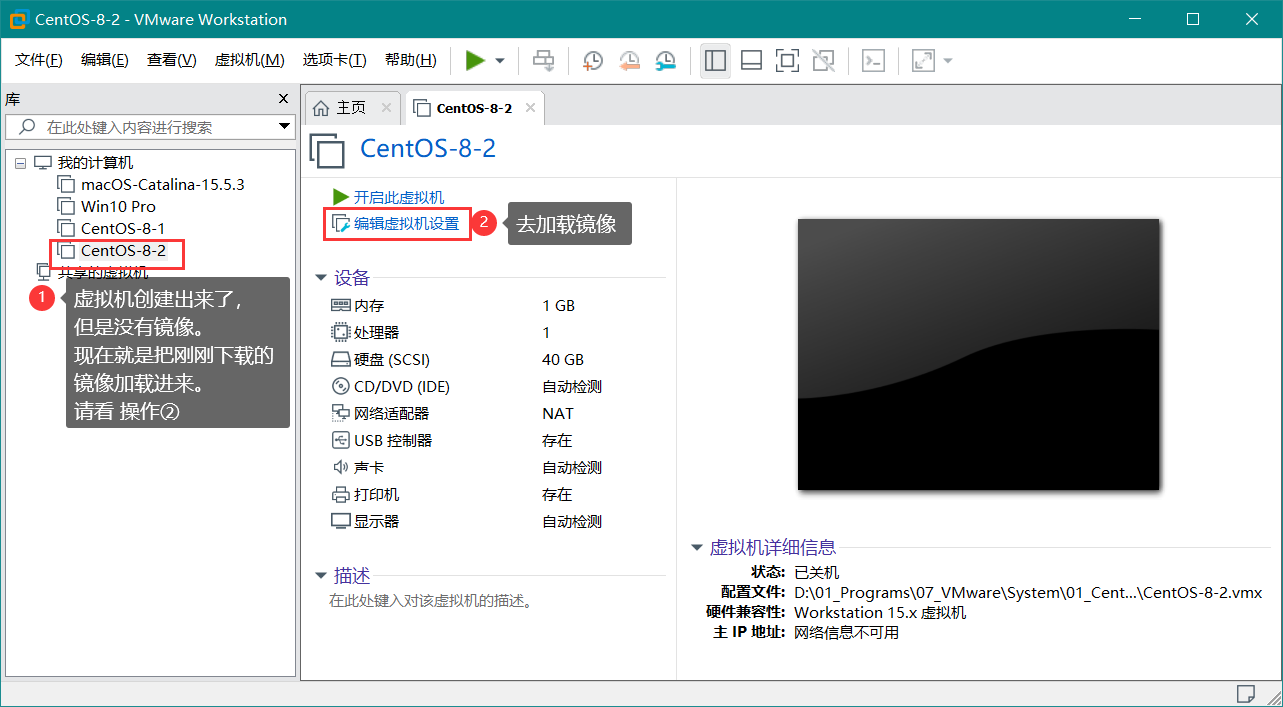 CentOS-8-2 - VMware Workstation
文件(F) 编辑(E) 查看(V) 虚拟机(M) 选项卡(T) 帮助(H)
库
在此处键入内容进行搜索
我的计算机
macOS-Catalina-15.5.3
Win10 Pro
CentOS-8-1
CentOS-8-2
共享的虚拟机
1
虚拟机创建出来了，
但是没有镜像。
现在就是把刚刚下载的
镜像加载进来。
请看 操作②
主页 CentOS-8-2
CentOS-8-2
开启此虚拟机
编辑虚拟机设置 2 去加载镜像
设备
内存 1 GB
处理器 1
硬盘 (SCSI) 40 GB
CD/DVD (IDE) 自动检测
网络适配器 NAT
USB 控制器 存在
声卡 自动检测
打印机 存在
显示器 自动检测
描述
在此处键入对该虚拟机的描述。
虚拟机详细信息
状态: 已关机
配置文件: D:\01_Programs\07_VMware\System\01_Cent...\CentOS-8-2.vmx
硬件兼容性: Workstation 15.x 虚拟机
主 IP 地址: 网络信息不可用